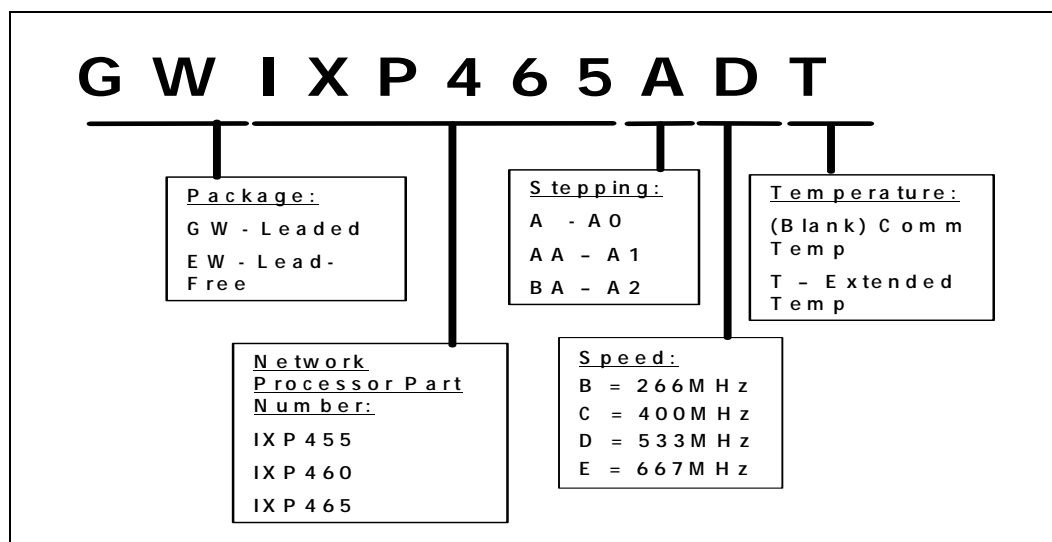 GWIXP465ADT
Package:
GW - Leaded
EW - Lead-
Free
Stepping:
A - A0
AA – A1
BA – A2
Temperature:
(Blank) Comm
Temp
T – Extended
Temp
Network
Processor Part
Number:
IXP455
IXP460
IXP465
Speed:
B = 266MHz
C = 400MHz
D = 533MHz
E = 667MHz